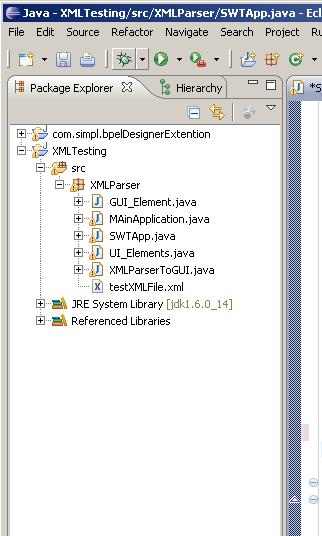 Java - XMLTesting/src/XMLParser/SWTApp.java - Ecl
File Edit Source Refactor Navigate Search Project Ru
Package Explorer Hierarchy *S
com.simpl.bpelDesignerExtention
XMLTesting
src
XMLParser
GUI_Element.java
MAinApplication.java
SWTApp.java
UI_Elements.java
XMLParserToGUI.java
testXMLFile.xml
JRE System Library [jdk1.6.0_14]
Referenced Libraries